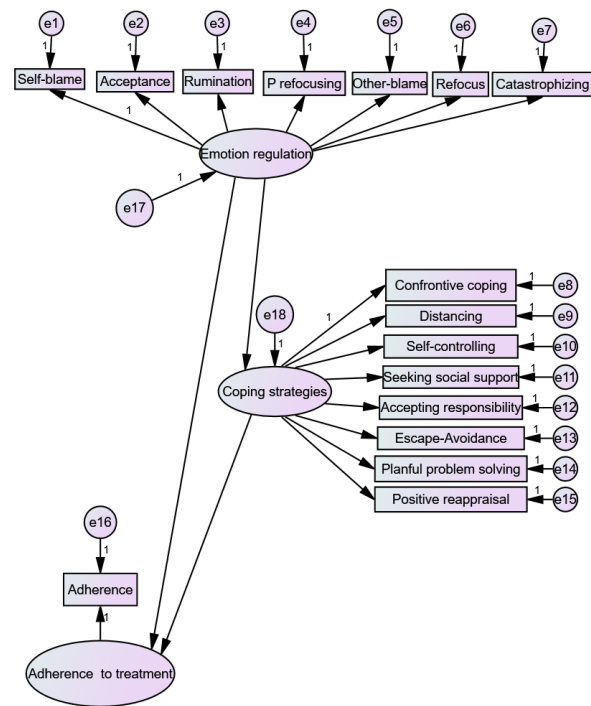 e1 e2 e3 e4 e5 e6 e7
1 1 1 1 1 1 1
Self-blame Acceptance Rumination P refocusing Other-blame Refocus Catastrophizing
1
Emotion regulation
1
e17
e18
1
1
Confrontive coping 1 e8
Distancing 1 e9
Self-controlling 1 e10
Seeking social support 1 e11
Coping strategies
Accepting responsibility 1 e12
Escape-Avoidance 1 e13
Planful problem solving 1 e14
Positive reappraisal 1 e15
e16
1
Adherence
1
Adherence to treatment